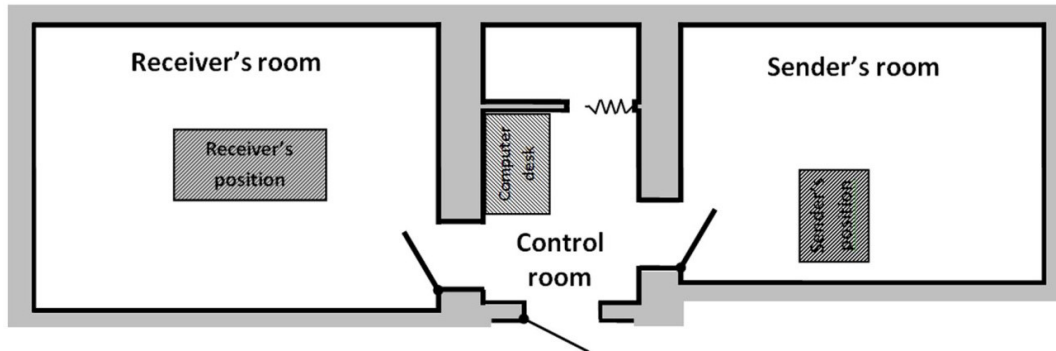 Receiver's room
Receiver's
position
Computer
desk
Control
room
Sender's room
Sender's
position